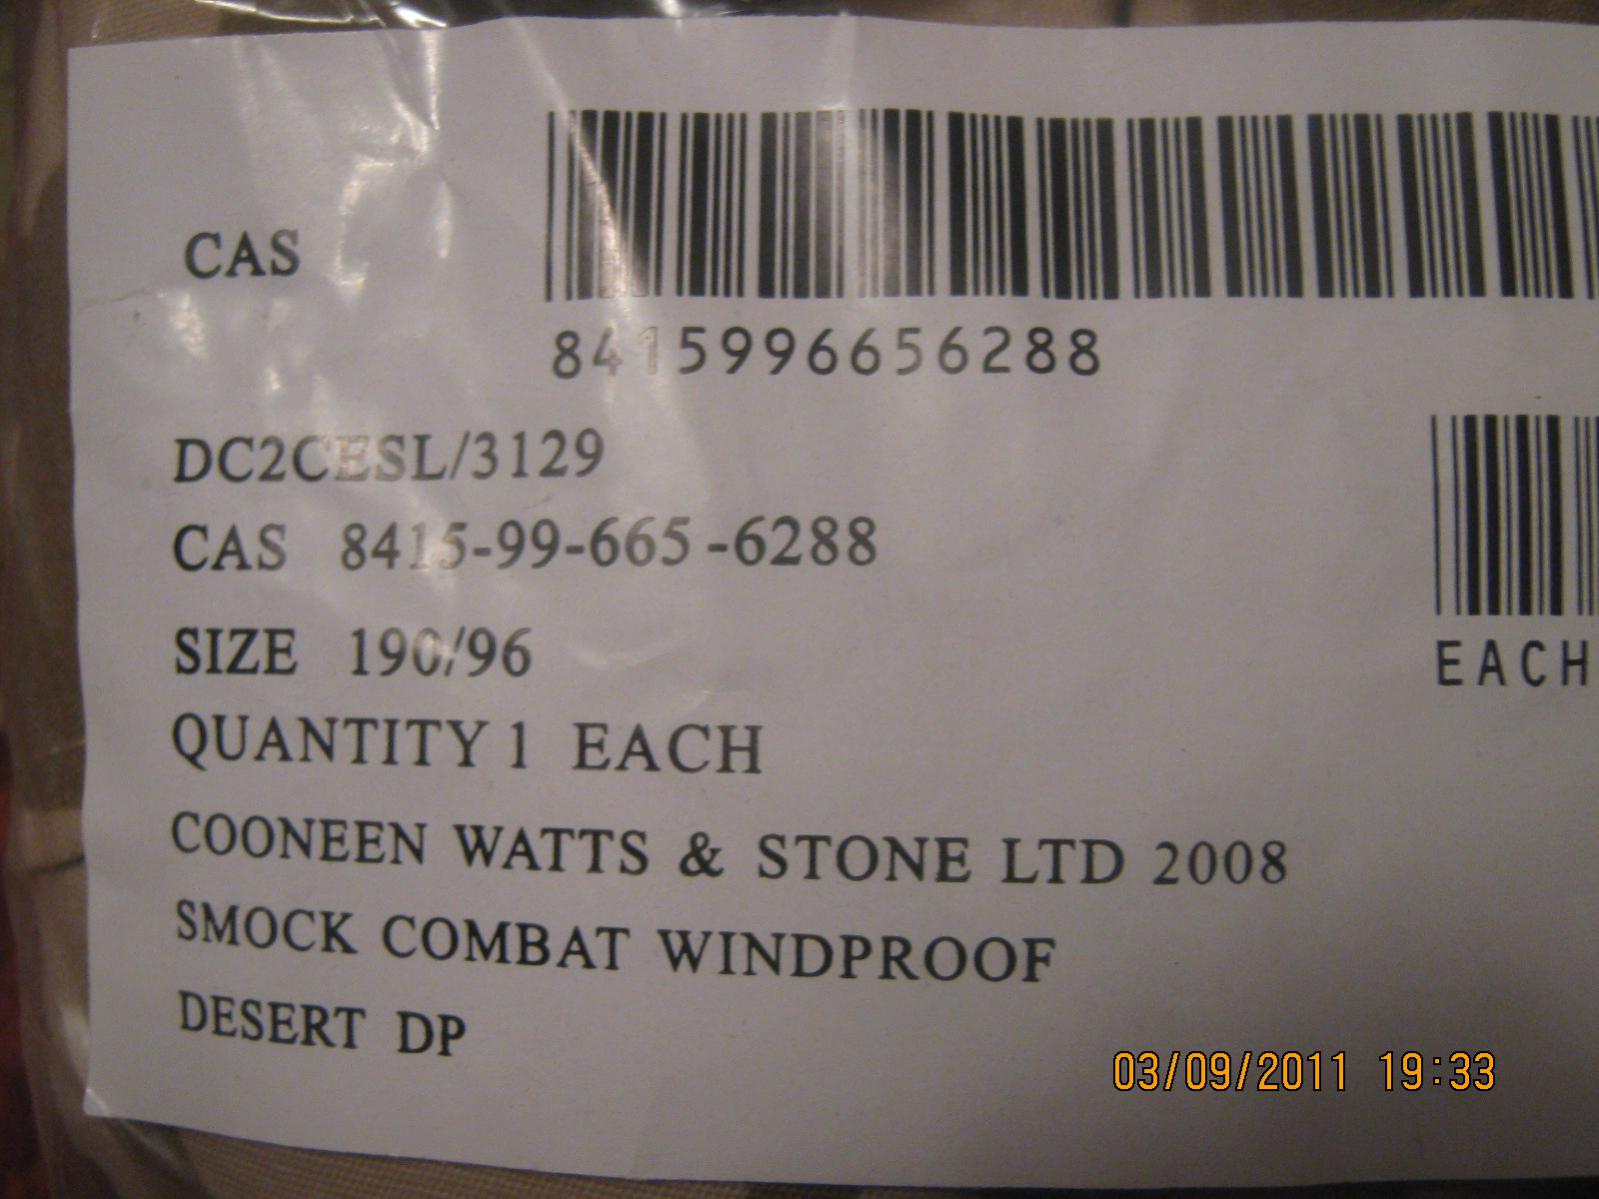 CAS
8415996656288
DC2CESL/3129
CAS 8415-99-665-6288
SIZE 190/96
EACH
QUANTITY 1 EACH
COONEEN WATTS & STONE LTD 2008
SMOCK COMBAT WINDPROOF
DESERT DP
03/09/2011 19:33